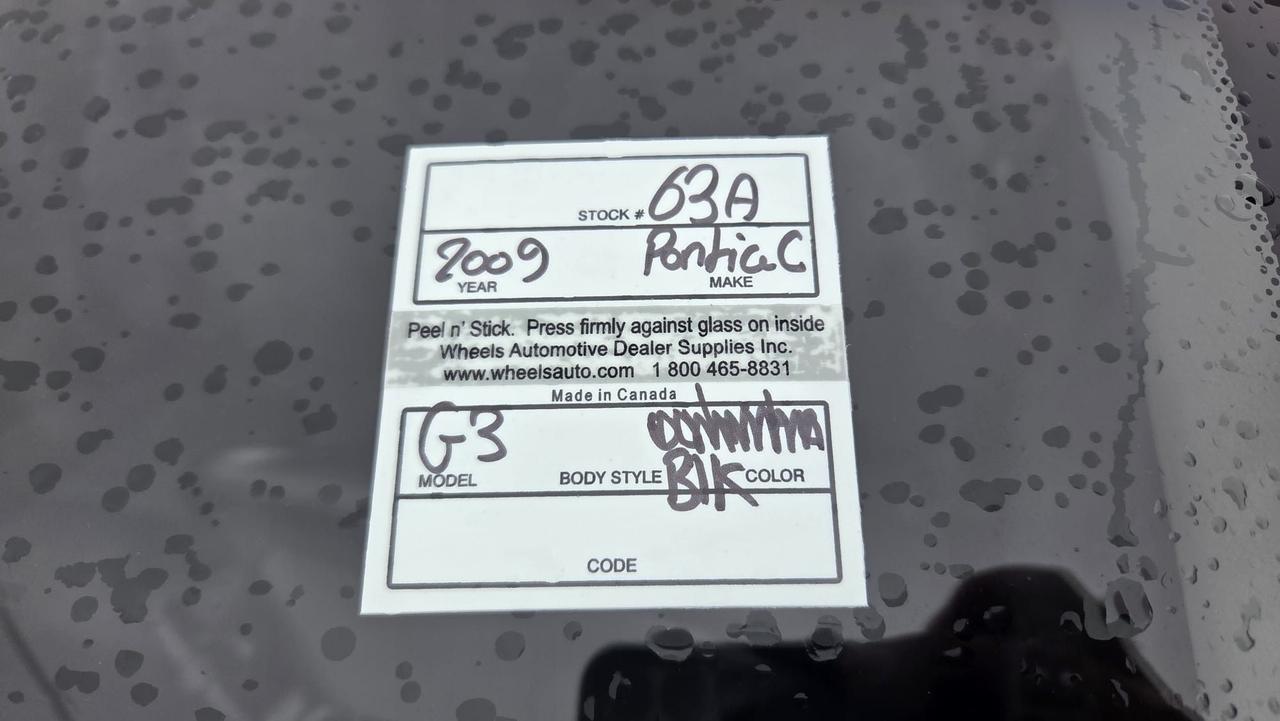 STOCK # 63A
2009 Pontiac
YEAR MAKE
Peel n' Stick. Press firmly against glass on inside
Wheels Automotive Dealer Supplies Inc.
www.wheelsauto.com 1 800 465-8831
Made in Canada
G3
MODEL BODY STYLE Blk COLOR
CODE